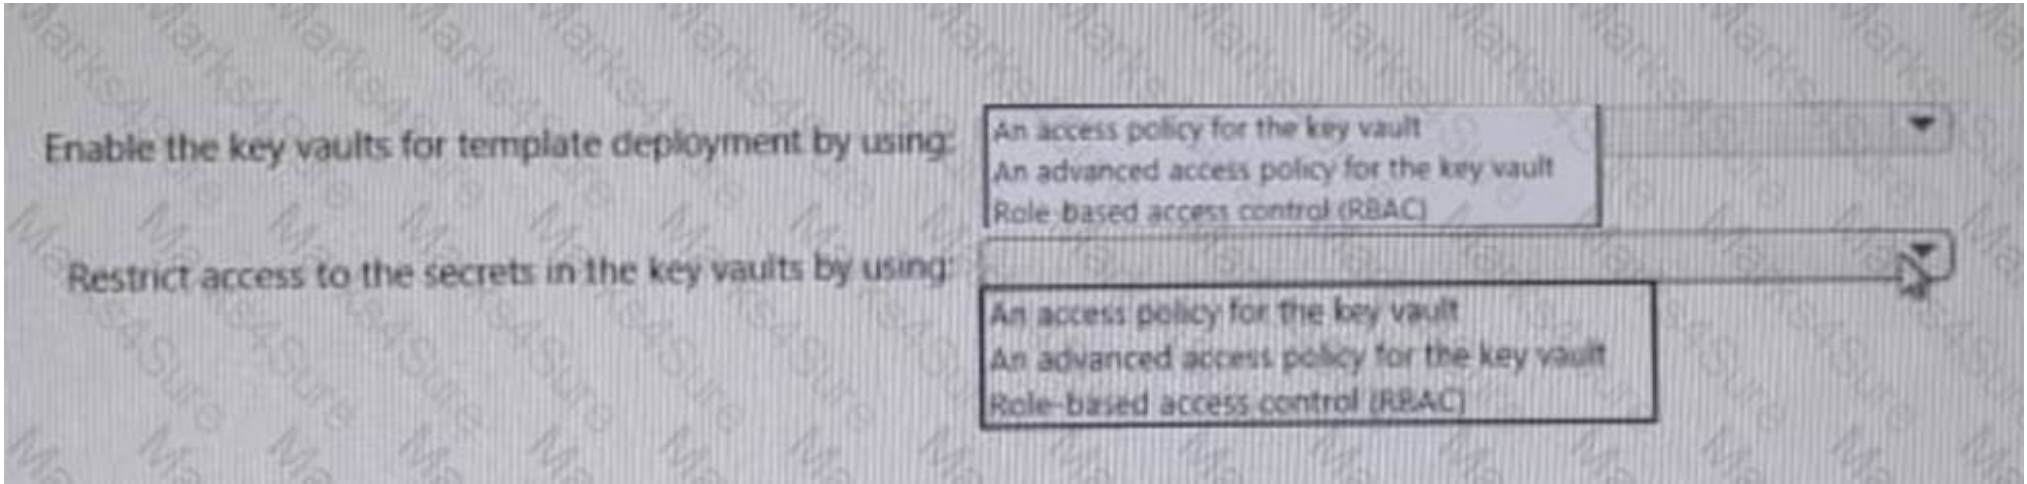 Enable the key vaults for template deployment by using:
An access policy for the key vault
An advanced access policy for the key vault
Role-based access control (RBAC)
Restrict access to the secrets in the key vaults by using:
An access policy for the key vault
An advanced access policy for the key vault
Role-based access control (RBAC)
Marks4Sure